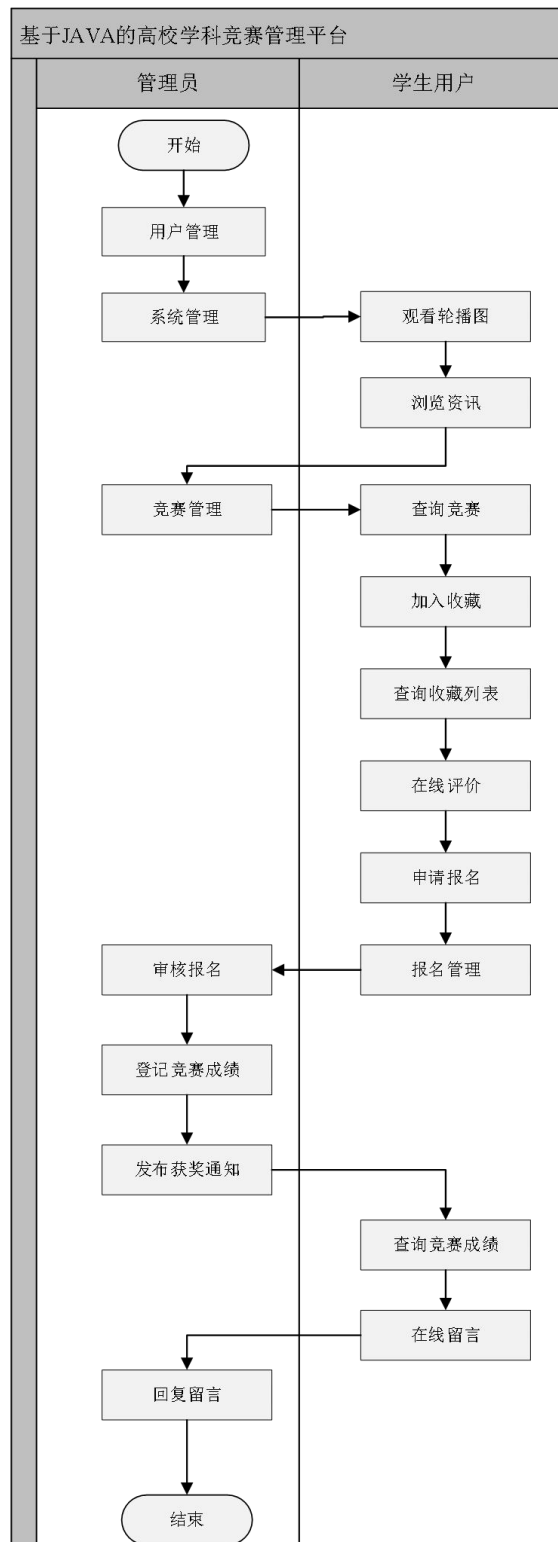 基于JAVA的高校学科竞赛管理平台
管理员
学生用户
开始
用户管理
系统管理
观看轮播图
浏览资讯
竞赛管理
查询竞赛
加入收藏
查询收藏列表
在线评价
申请报名
审核报名
报名管理
登记竞赛成绩
发布获奖通知
查询竞赛成绩
在线留言
回复留言
结束